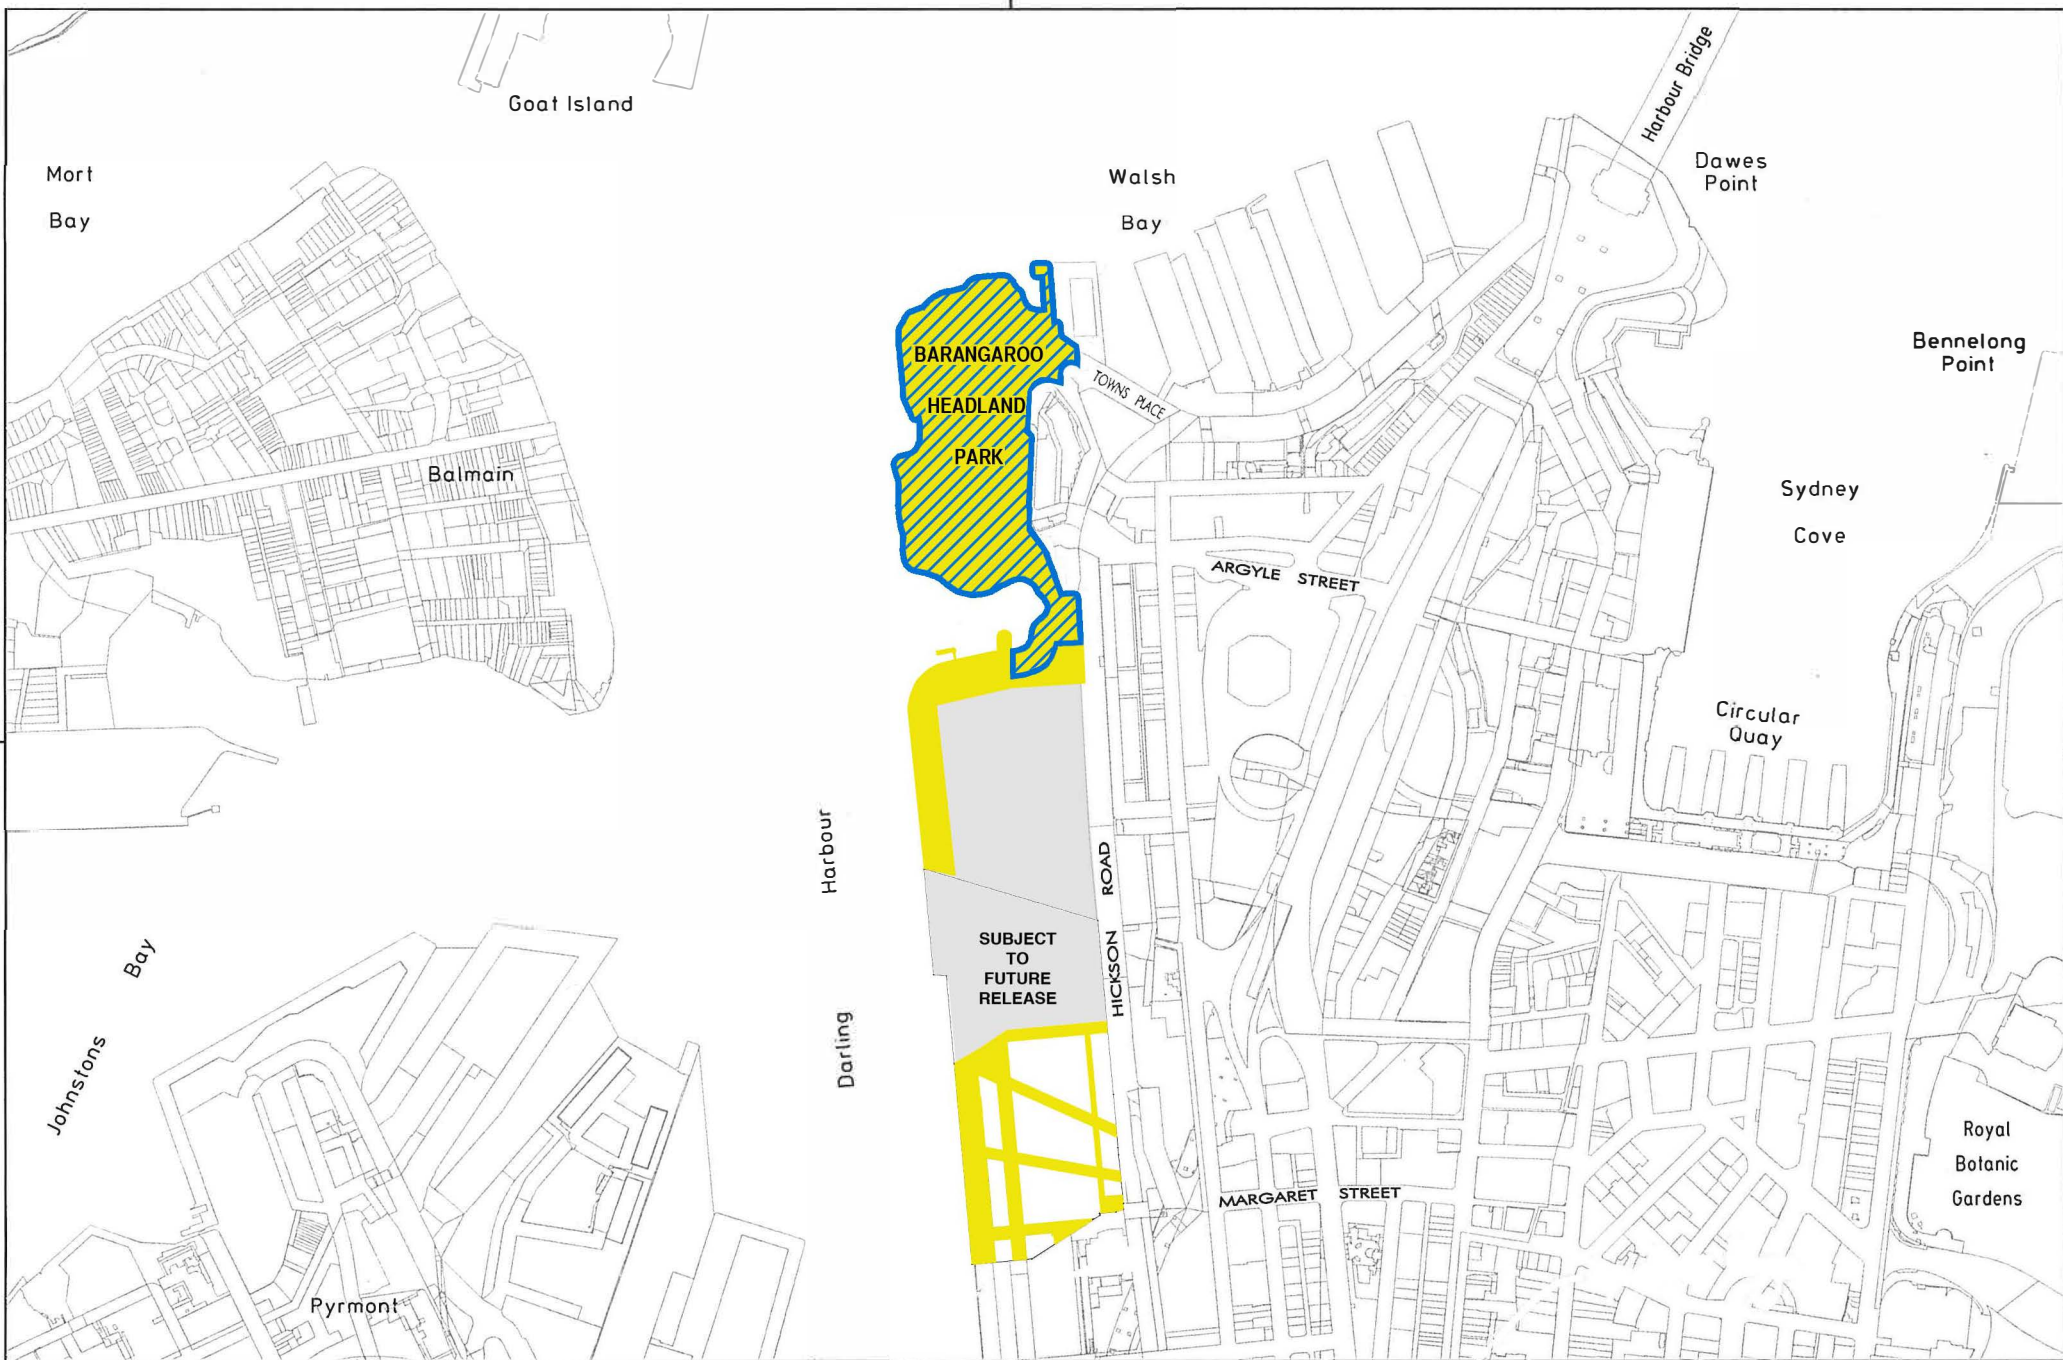 Harbour Bridge
Goat Island
Mort
Bay
Walsh
Bay
Dawes
Point
Bennelong
Point
BARANGAROO
HEADLAND
PARK
TOWNS PLACE
Balmain
Sydney
Cove
ARGYLE STREET
Circular
Quay
Darling Harbour
HICKSON ROAD
SUBJECT
TO
FUTURE
RELEASE
Johnstons Bay
Royal
Botanic
Gardens
MARGARET STREET
Pyrmont